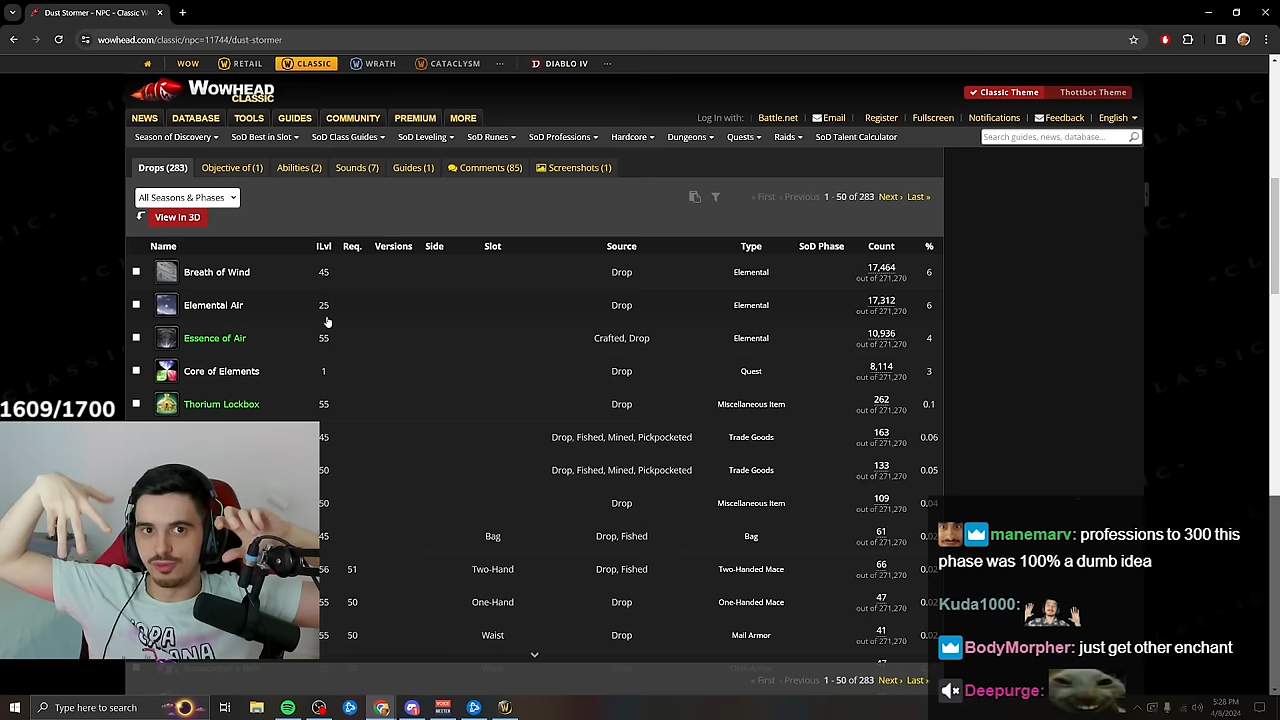 Dust Stormer - NPC - Classic W
wowhead.com/classic/npc=11744/dust-stormer
WOW RETAIL CLASSIC WRATH CATACLYSM ... DIABLO IV ...
WOWHEAD CLASSIC
Classic Theme Thottbot Theme
NEWS DATABASE TOOLS GUIDES COMMUNITY PREMIUM MORE Log In with: Battle.net Email Register Fullscreen Notifications Feedback English
Season of Discovery SoD Best in Slot SoD Class Guides SoD Leveling SoD Runes SoD Professions Hardcore Dungeons Quests Raids SoD Talent Calculator Search guides, news, database...
Drops (283) Objective of (1) Abilities (2) Sounds (7) Guides (1) Comments (85) Screenshots (1)
All Seasons & Phases « First ‹ Previous 1 - 50 of 283 Next › Last »
View in 3D
Name ILvl Req. Versions Side Slot Source Type SoD Phase Count %
Breath of Wind 45 Drop Elemental 17,464 out of 271,270 6
Elemental Air 25 Drop Elemental 17,312 out of 271,270 6
Essence of Air 55 Crafted, Drop Elemental 10,936 out of 271,270 4
Core of Elements 1 Drop Quest 8,114 out of 271,270 3
Thorium Lockbox 55 Drop Miscellaneous Item 262 out of 271,270 0.1
1609/1700
45 Drop, Fished, Mined, Pickpocketed Trade Goods 163 out of 271,270 0.06
50 Drop, Fished, Mined, Pickpocketed Trade Goods 133 out of 271,270 0.05
50 Drop Miscellaneous Item 109 out of 271,270 0.04
45 Bag Drop, Fished Bag 61 out of 271,270
56 51 Two-Hand Drop, Fished Two-Handed Mace 66 out of 271,270
55 50 One-Hand Drop One-Handed Mace 47 out of 271,270
55 50 Waist Drop Mail Armor 41 out of 271,270
« First ‹ Previous 1 - 50 of 283 Next › Last »
manemarv: professions to 300 this
phase was 100% a dumb idea
Kuda1000:
BodyMorpher: just get other enchant
Deepurge:
Type here to search
5:28 PM
4/8/2024